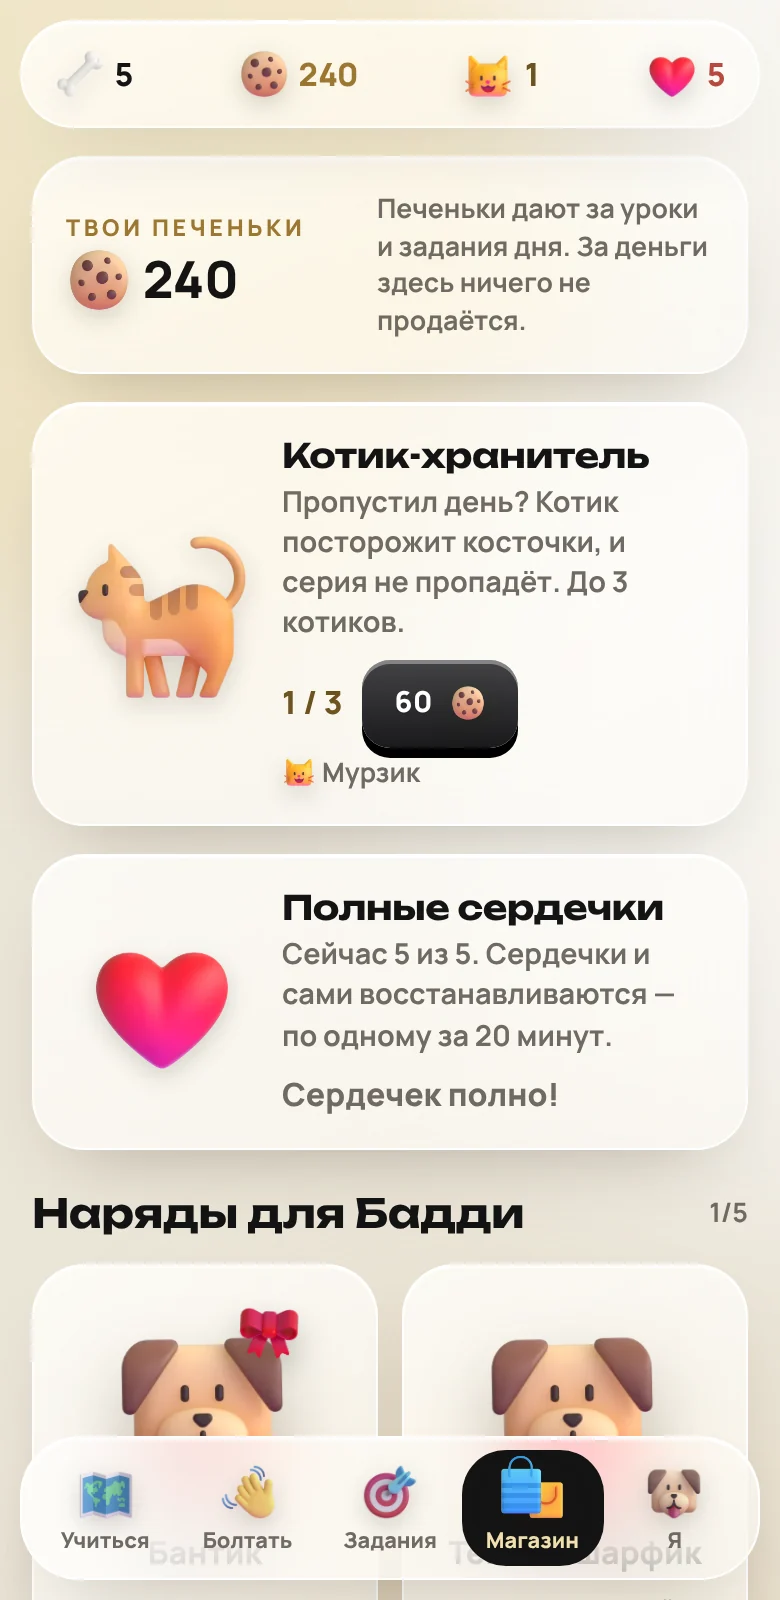 5 240 1 5
ТВОИ ПЕЧЕНЬКИ
240
Печеньки дают за уроки
и задания дня. За деньги
здесь ничего не
продаётся.
Котик-хранитель
Пропустил день? Котик
посторожит косточки, и
серия не пропадёт. До 3
котиков.
1 / 3 60
Мурзик
Полные сердечки
Сейчас 5 из 5. Сердечки и
сами восстанавливаются —
по одному за 20 минут.
Сердечек полно!
Наряды для Бадди 1/5
Бантик
шарфик
Учиться Болтать Задания Магазин Я